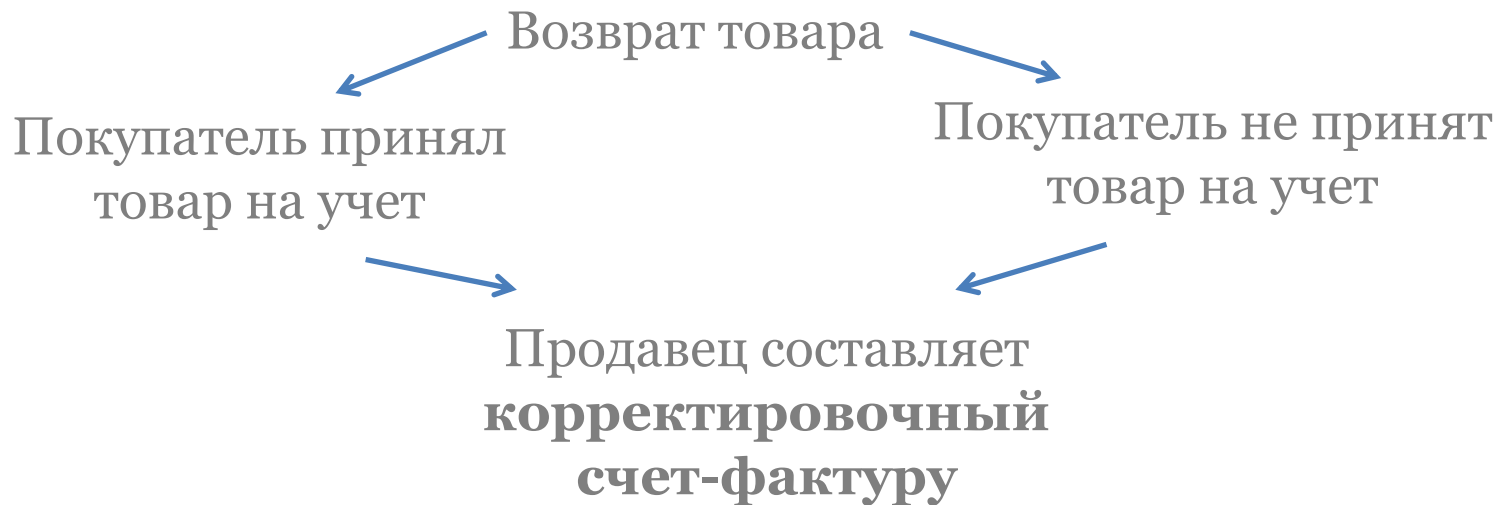 Возврат товара
Покупатель принял
товар на учет
Покупатель не принят
товар на учет
Продавец составляет
корректировочный
счет-фактуру